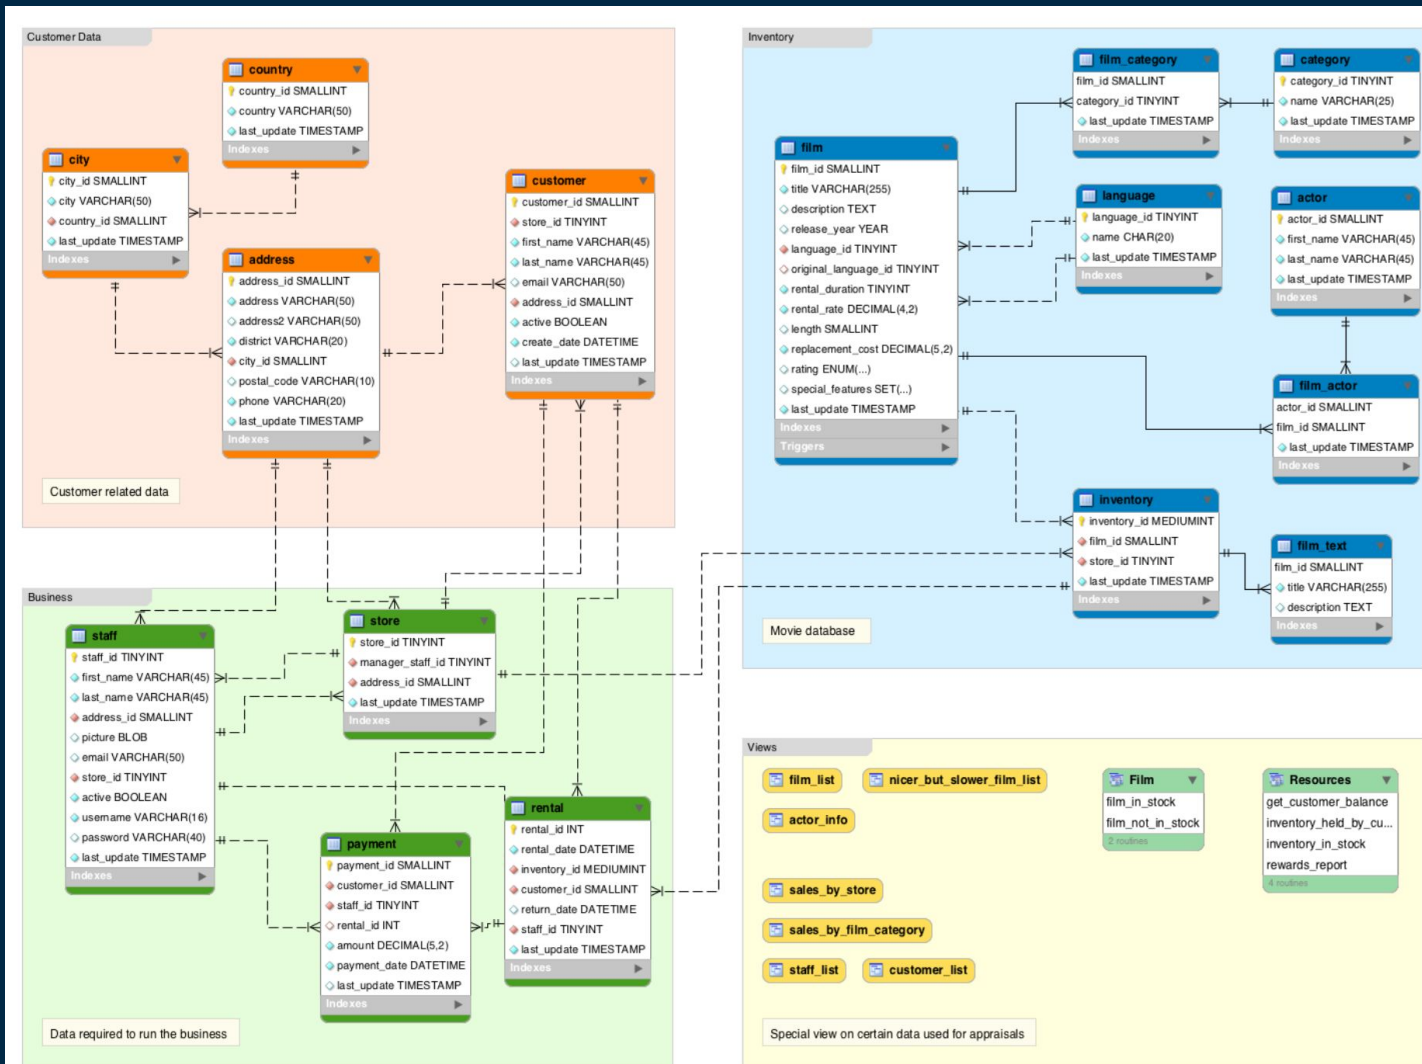 Customer Data
country
country_id SMALLINT
country VARCHAR(50)
last_update TIMESTAMP
Indexes
city
city_id SMALLINT
city VARCHAR(50)
country_id SMALLINT
last_update TIMESTAMP
Indexes
customer
customer_id SMALLINT
store_id TINYINT
first_name VARCHAR(45)
last_name VARCHAR(45)
email VARCHAR(50)
address_id SMALLINT
active BOOLEAN
create_date DATETIME
last_update TIMESTAMP
Indexes
address
address_id SMALLINT
address VARCHAR(50)
address2 VARCHAR(50)
district VARCHAR(20)
city_id SMALLINT
postal_code VARCHAR(10)
phone VARCHAR(20)
last_update TIMESTAMP
Indexes
Customer related data
Inventory
film_category
film_id SMALLINT
category_id TINYINT
last_update TIMESTAMP
Indexes
category
category_id TINYINT
name VARCHAR(25)
last_update TIMESTAMP
Indexes
film
film_id SMALLINT
title VARCHAR(255)
description TEXT
release_year YEAR
language_id TINYINT
original_language_id TINYINT
rental_duration TINYINT
rental_rate DECIMAL(4,2)
length SMALLINT
replacement_cost DECIMAL(5,2)
rating ENUM(...)
special_features SET(...)
last_update TIMESTAMP
Indexes
Triggers
language
language_id TINYINT
name CHAR(20)
last_update TIMESTAMP
Indexes
actor
actor_id SMALLINT
first_name VARCHAR(45)
last_name VARCHAR(45)
last_update TIMESTAMP
Indexes
film_actor
actor_id SMALLINT
film_id SMALLINT
last_update TIMESTAMP
Indexes
inventory
inventory_id MEDIUMINT
film_id SMALLINT
store_id TINYINT
last_update TIMESTAMP
Indexes
film_text
film_id SMALLINT
title VARCHAR(255)
description TEXT
Indexes
Movie database
Business
staff
staff_id TINYINT
first_name VARCHAR(45)
last_name VARCHAR(45)
address_id SMALLINT
picture BLOB
email VARCHAR(50)
store_id TINYINT
active BOOLEAN
username VARCHAR(16)
password VARCHAR(40)
last_update TIMESTAMP
Indexes
store
store_id TINYINT
manager_staff_id TINYINT
address_id SMALLINT
last_update TIMESTAMP
Indexes
rental
rental_id INT
rental_date DATETIME
inventory_id MEDIUMINT
customer_id SMALLINT
return_date DATETIME
staff_id TINYINT
last_update TIMESTAMP
Indexes
payment
payment_id SMALLINT
customer_id SMALLINT
staff_id TINYINT
rental_id INT
amount DECIMAL(5,2)
payment_date DATETIME
last_update TIMESTAMP
Indexes
Data required to run the business
Views
film_list
nicer_but_slower_film_list
actor_info
sales_by_store
sales_by_film_category
staff_list
customer_list
Film
film_in_stock
film_not_in_stock
2 routines
Resources
get_customer_balance
inventory_held_by_cu...
inventory_in_stock
rewards_report
4 routines
Special view on certain data used for appraisals